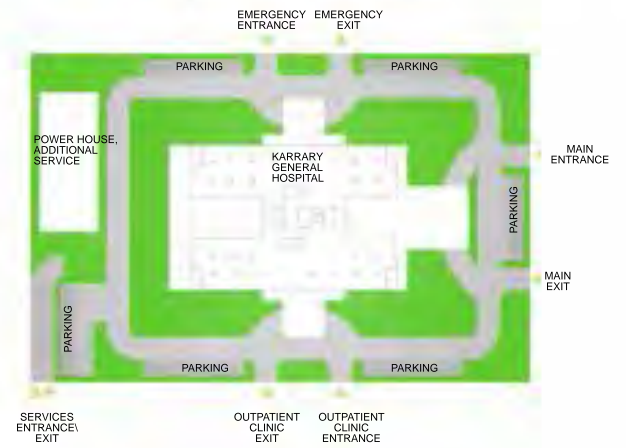 EMERGENCY
ENTRANCE
EMERGENCY
EXIT
PARKING
PARKING
POWER HOUSE,
ADDITIONAL
SERVICE
KARRARY
GENERAL
HOSPITAL
MAIN
ENTRANCE
PARKING
MAIN
EXIT
PARKING
PARKING
PARKING
SERVICES
ENTRANCE\
EXIT
OUTPATIENT
CLINIC
EXIT
OUTPATIENT
CLINIC
ENTRANCE